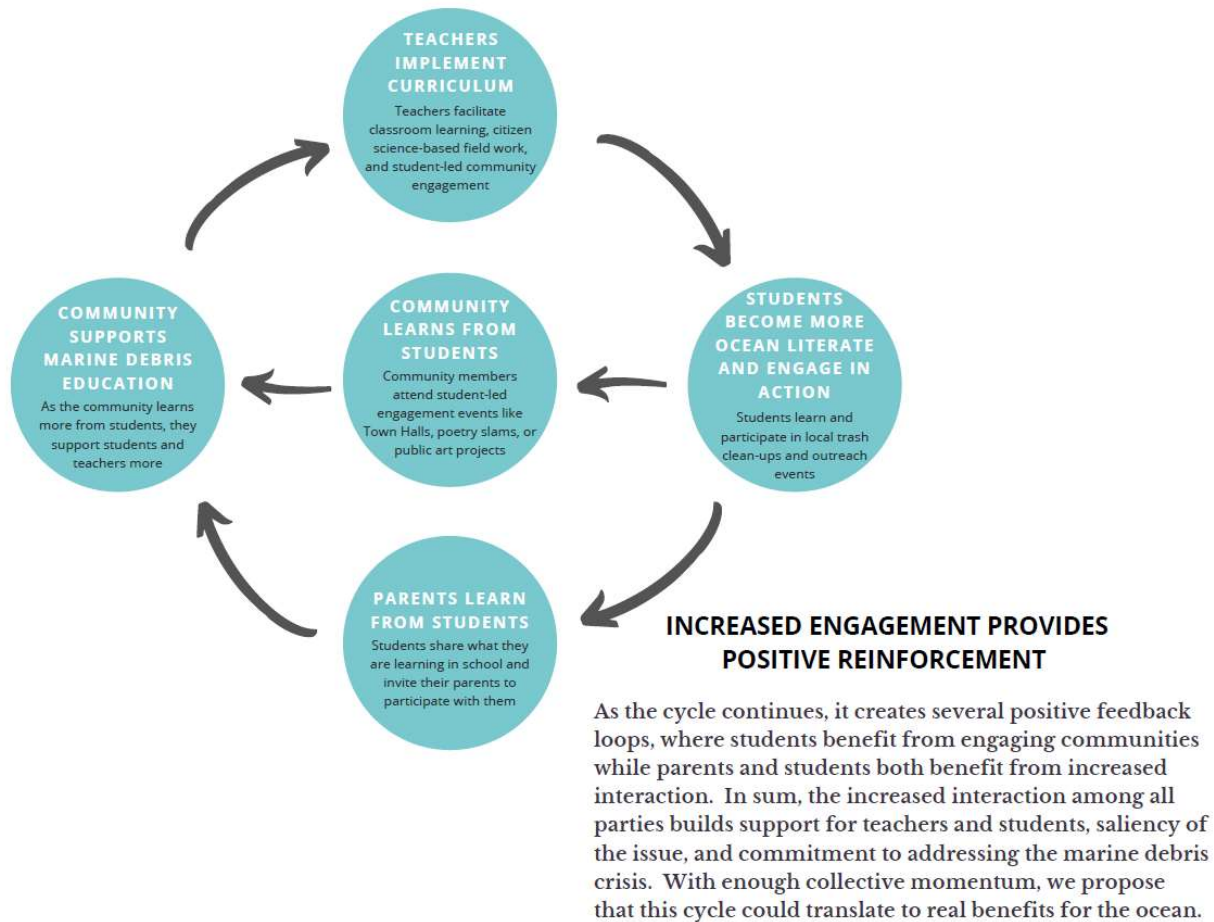 TEACHERS
IMPLEMENT
CURRICULUM
Teachers facilitate
classroom learning, citizen
science-based field work,
and student-led community
engagement
STUDENTS
BECOME MORE
OCEAN LITERATE
AND ENGAGE IN
ACTION
Students learn and
participate in local trash
clean-ups and outreach
events
COMMUNITY
LEARNS FROM
STUDENTS
Community members
attend student-led
engagement events like
Town Halls, poetry slams, or
public art projects
COMMUNITY
SUPPORTS
MARINE DEBRIS
EDUCATION
As the community learns
more from students, they
support students and
teachers more
PARENTS LEARN
FROM STUDENTS
Students share what they
are learning in school and
invite their parents to
participate with them
INCREASED ENGAGEMENT PROVIDES
POSITIVE REINFORCEMENT
As the cycle continues, it creates several positive feedback
loops, where students benefit from engaging communities
while parents and students both benefit from increased
interaction.  In sum, the increased interaction among all
parties builds support for teachers and students, saliency of
the issue, and commitment to addressing the marine debris
crisis.  With enough collective momentum, we propose
that this cycle could translate to real benefits for the ocean.